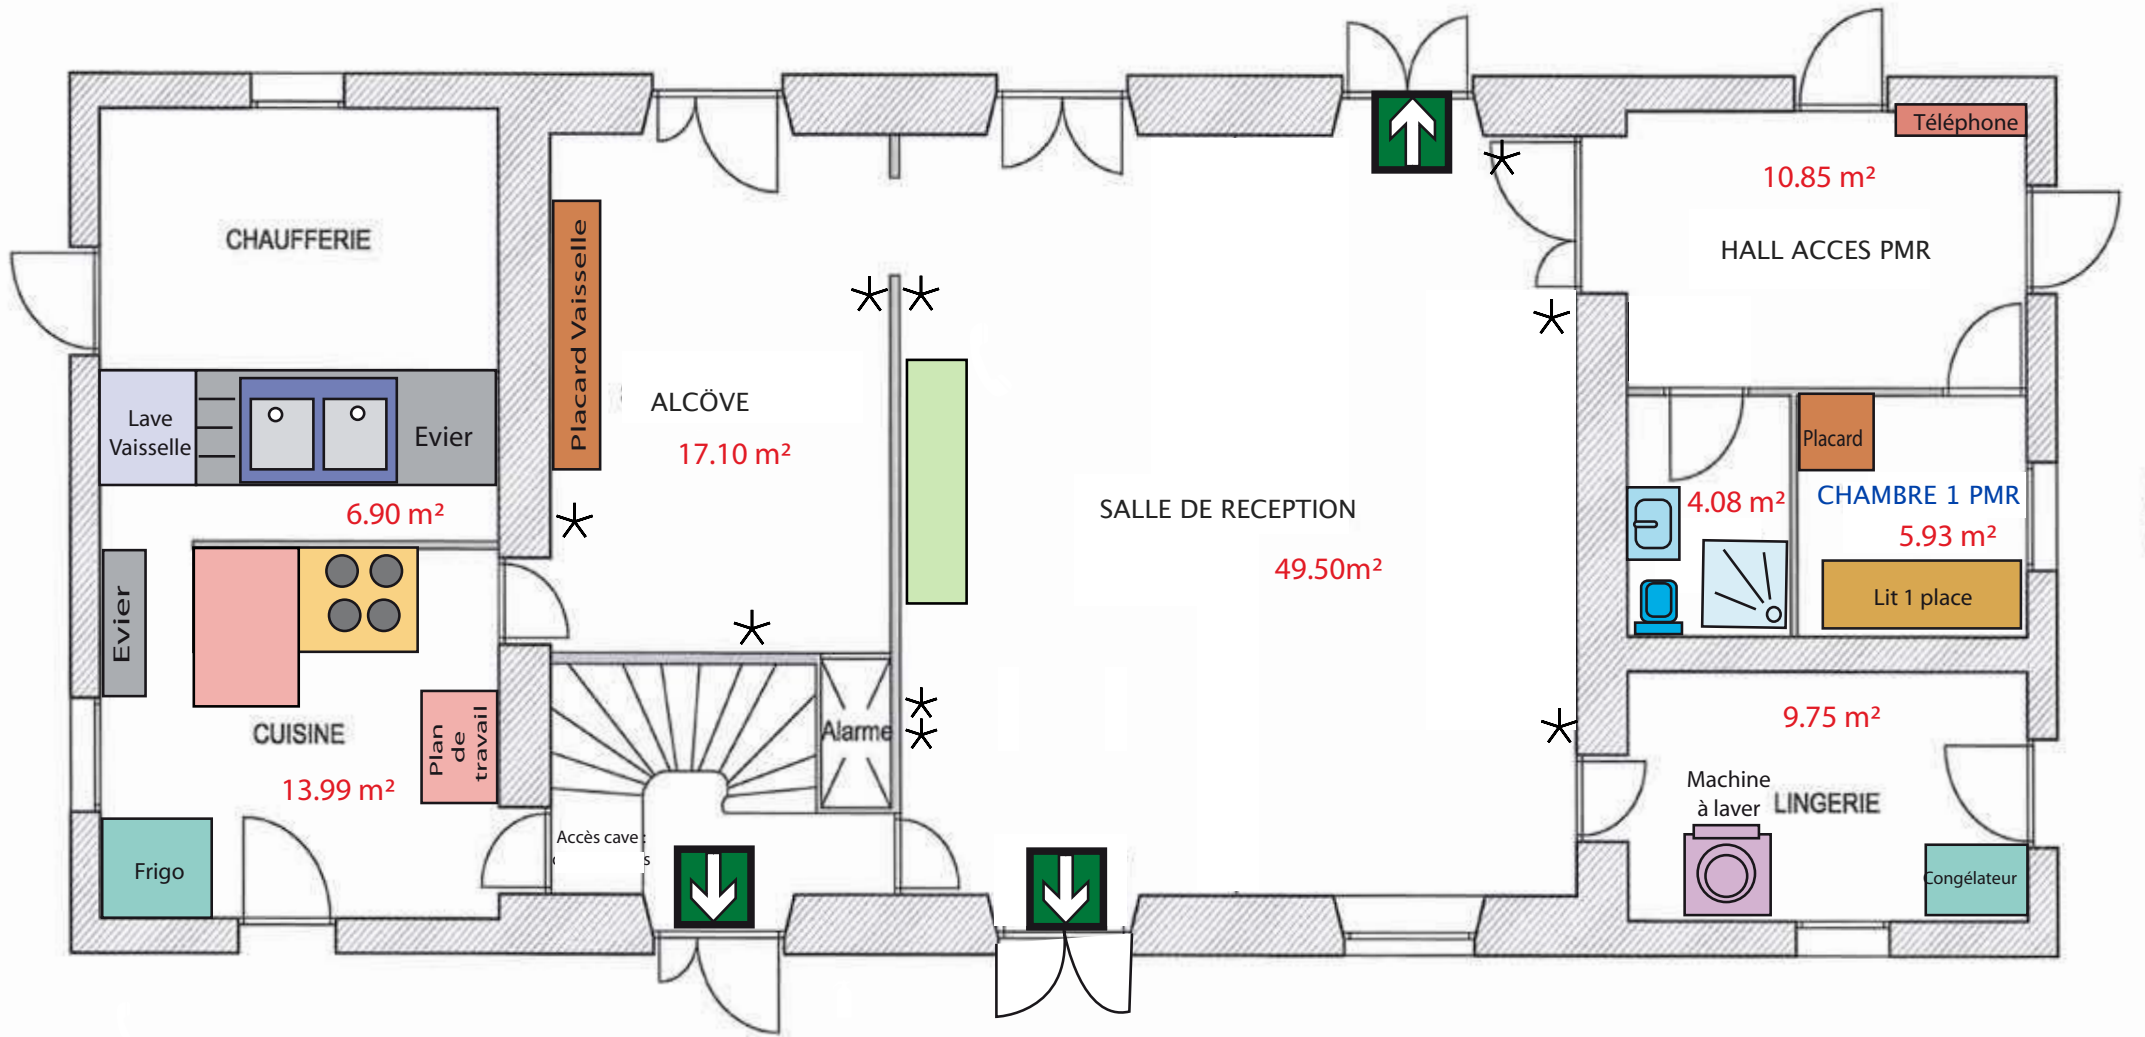 Téléphone
10.85 m²
HALL ACCES PMR
CHAUFFERIE
Placard Vaisselle
ALCÖVE
17.10 m²
Lave
Vaisselle
Evier
6.90 m²
SALLE DE RECEPTION
49.50m²
Placard
4.08 m²
CHAMBRE 1 PMR
5.93 m²
Lit 1 place
Evier
CUISINE
13.99 m²
Plan
de
travail
Alarme
Accès cave :
9.75 m²
Machine
à laver
LINGERIE
Frigo
Congélateur